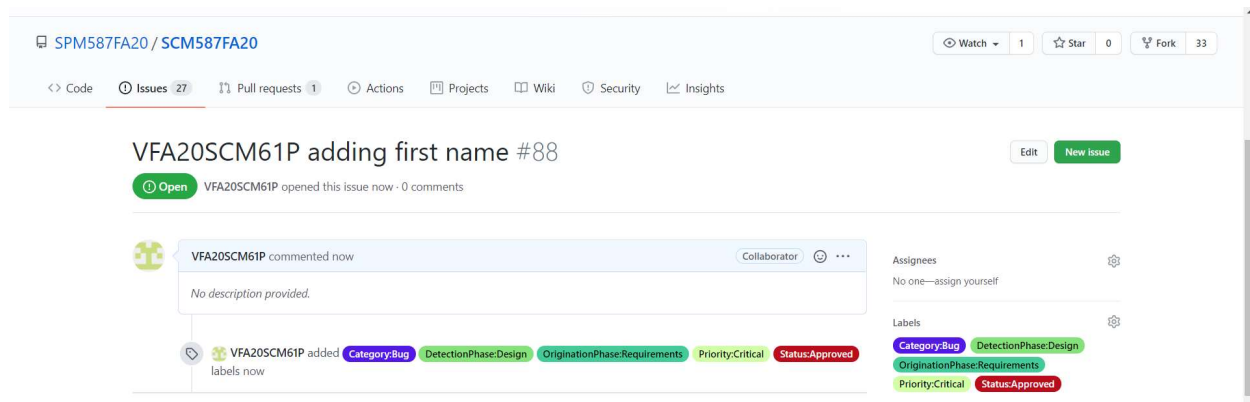 SPM587FA20 / SCM587FA20
Watch 1 Star 0 Fork 33
Code Issues 27 Pull requests 1 Actions Projects Wiki Security Insights
VFA20SCM61P adding first name #88
Edit New issue
Open VFA20SCM61P opened this issue now · 0 comments
VFA20SCM61P commented now Collaborator
No description provided.
VFA20SCM61P added Category:Bug DetectionPhase:Design OriginationPhase:Requirements Priority:Critical Status:Approved
labels now
Assignees
No one—assign yourself
Labels
Category:Bug DetectionPhase:Design
OriginationPhase:Requirements
Priority:Critical Status:Approved